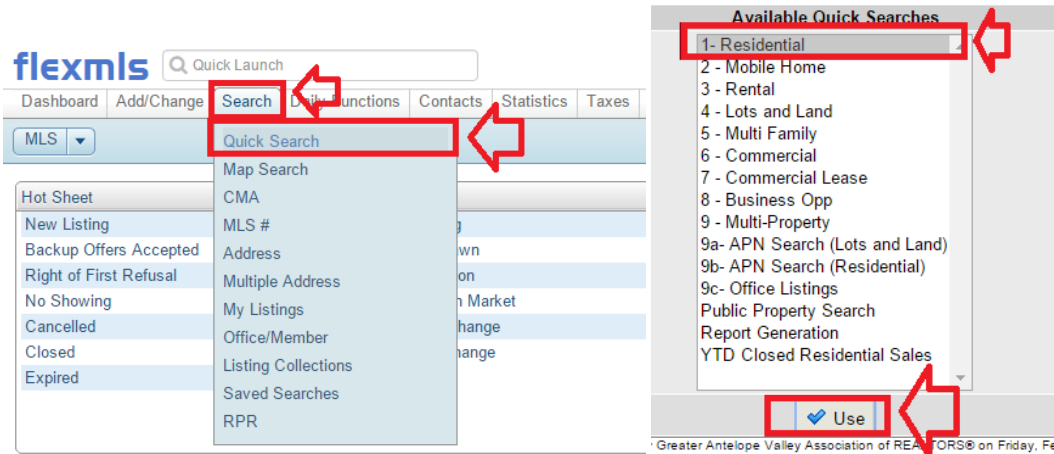 flexmls
Quick Launch
Dashboard Add/Change Search Daily Functions Contacts Statistics Taxes
MLS
Quick Search
Map Search
CMA
MLS #
Address
Multiple Address
My Listings
Office/Member
Listing Collections
Saved Searches
RPR
Hot Sheet
New Listing
Backup Offers Accepted
Right of First Refusal
No Showing
Cancelled
Closed
Expired
g
wn
on
n Market
hange
hange
Available Quick Searches
1- Residential
2 - Mobile Home
3 - Rental
4 - Lots and Land
5 - Multi Family
6 - Commercial
7 - Commercial Lease
8 - Business Opp
9 - Multi-Property
9a- APN Search (Lots and Land)
9b- APN Search (Residential)
9c- Office Listings
Public Property Search
Report Generation
YTD Closed Residential Sales
Use
Greater Antelope Valley Association of REALTORS® on Friday, Fe